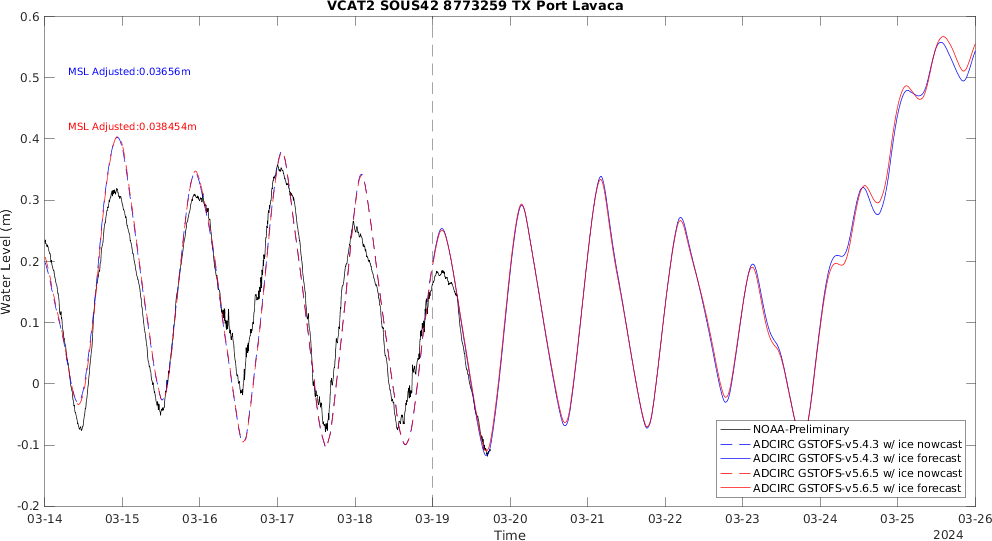 VCAT2 SOUS42 8773259 TX Port Lavaca
0.6
0.5
0.4
0.3
0.2
0.1
0
-0.1
-0.2
Water Level (m)
MSL Adjusted:0.03656m
MSL Adjusted:0.038454m
NOAA-Preliminary
ADCIRC GSTOFS-v5.4.3 w/ ice nowcast
ADCIRC GSTOFS-v5.4.3 w/ ice forecast
ADCIRC GSTOFS-v5.6.5 w/ ice nowcast
ADCIRC GSTOFS-v5.6.5 w/ ice forecast
03-14 03-15 03-16 03-17 03-18 03-19 03-20 03-21 03-22 03-23 03-24 03-25 03-26
Time
2024